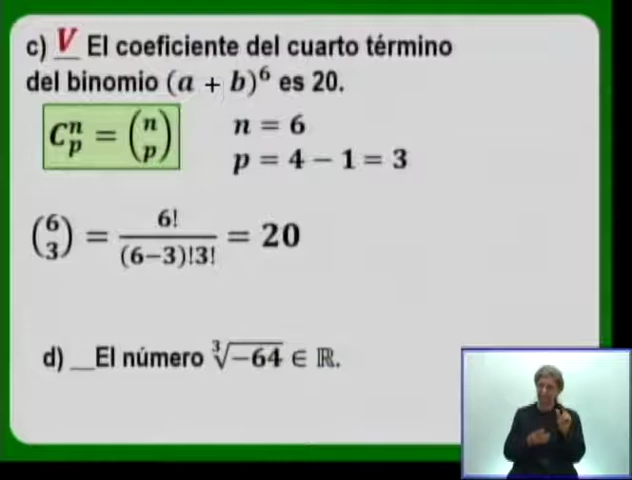 c) V El coeficiente del cuarto término
del binomio (a + b)⁶ es 20.
Cₚⁿ = (n p)
n = 6
p = 4 − 1 = 3
(6 3) = 6! / (6−3)!3! = 20
d) __El número ∛−64 ∈ ℝ.